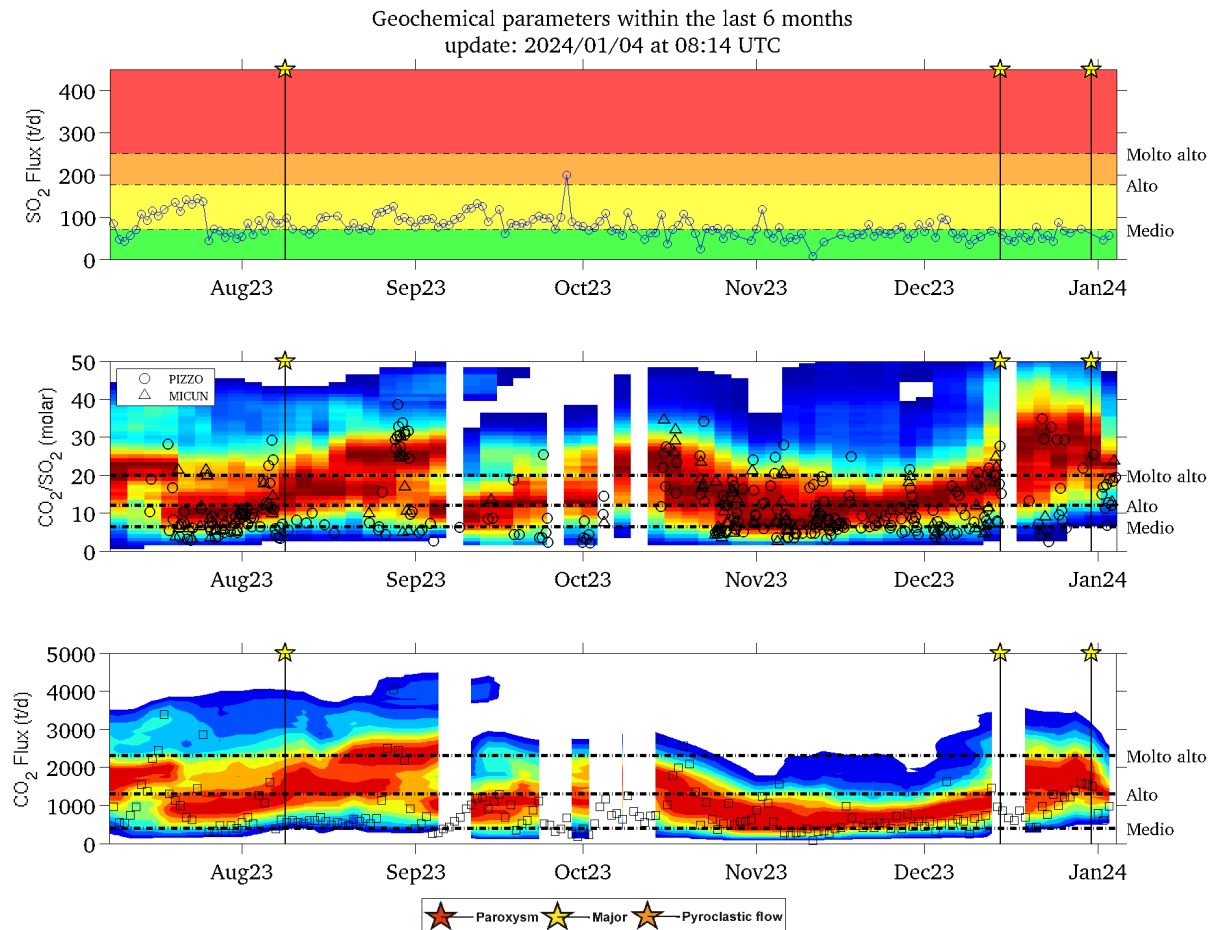 Geochemical parameters within the last 6 months
update: 2024/01/04 at 08:14 UTC
SO2 Flux (t/d)
400
300
200
100
0
Molto alto
Alto
Medio
Aug23 Sep23 Oct23 Nov23 Dec23 Jan24
CO2/SO2 (molar)
50
40
30
20
10
0
PIZZO
MICUN
Molto alto
Alto
Medio
Aug23 Sep23 Oct23 Nov23 Dec23 Jan24
CO2 Flux (t/d)
5000
4000
3000
2000
1000
0
Molto alto
Alto
Medio
Aug23 Sep23 Oct23 Nov23 Dec23 Jan24
Paroxysm Major Pyroclastic flow